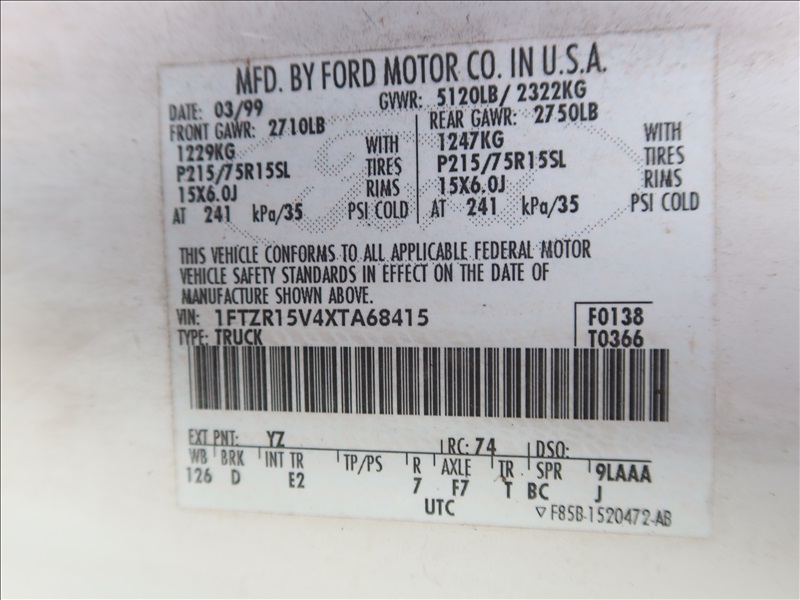 MFD. BY FORD MOTOR CO. IN U.S.A.
DATE: 03/99 GVWR: 5120LB/ 2322KG
FRONT GAWR: 2710LB REAR GAWR: 2750LB
1229KG WITH 1247KG WITH
P215/75R15SL TIRES P215/75R15SL TIRES
15X6.0J RIMS 15X6.0J RIMS
AT 241 kPa/35 PSI COLD AT 241 kPa/35 PSI COLD
THIS VEHICLE CONFORMS TO ALL APPLICABLE FEDERAL MOTOR
VEHICLE SAFETY STANDARDS IN EFFECT ON THE DATE OF
MANUFACTURE SHOWN ABOVE.
VIN: 1FTZR15V4XTA68415 F0138
TYPE: TRUCK T0366
EXT PNT: YZ RC: 74 DSO:
WB BRK INT TR TP/PS R AXLE TR SPR 9LAAA
126 D E2 7 F7 T BC J
UTC ▽F85B-1520472-AB